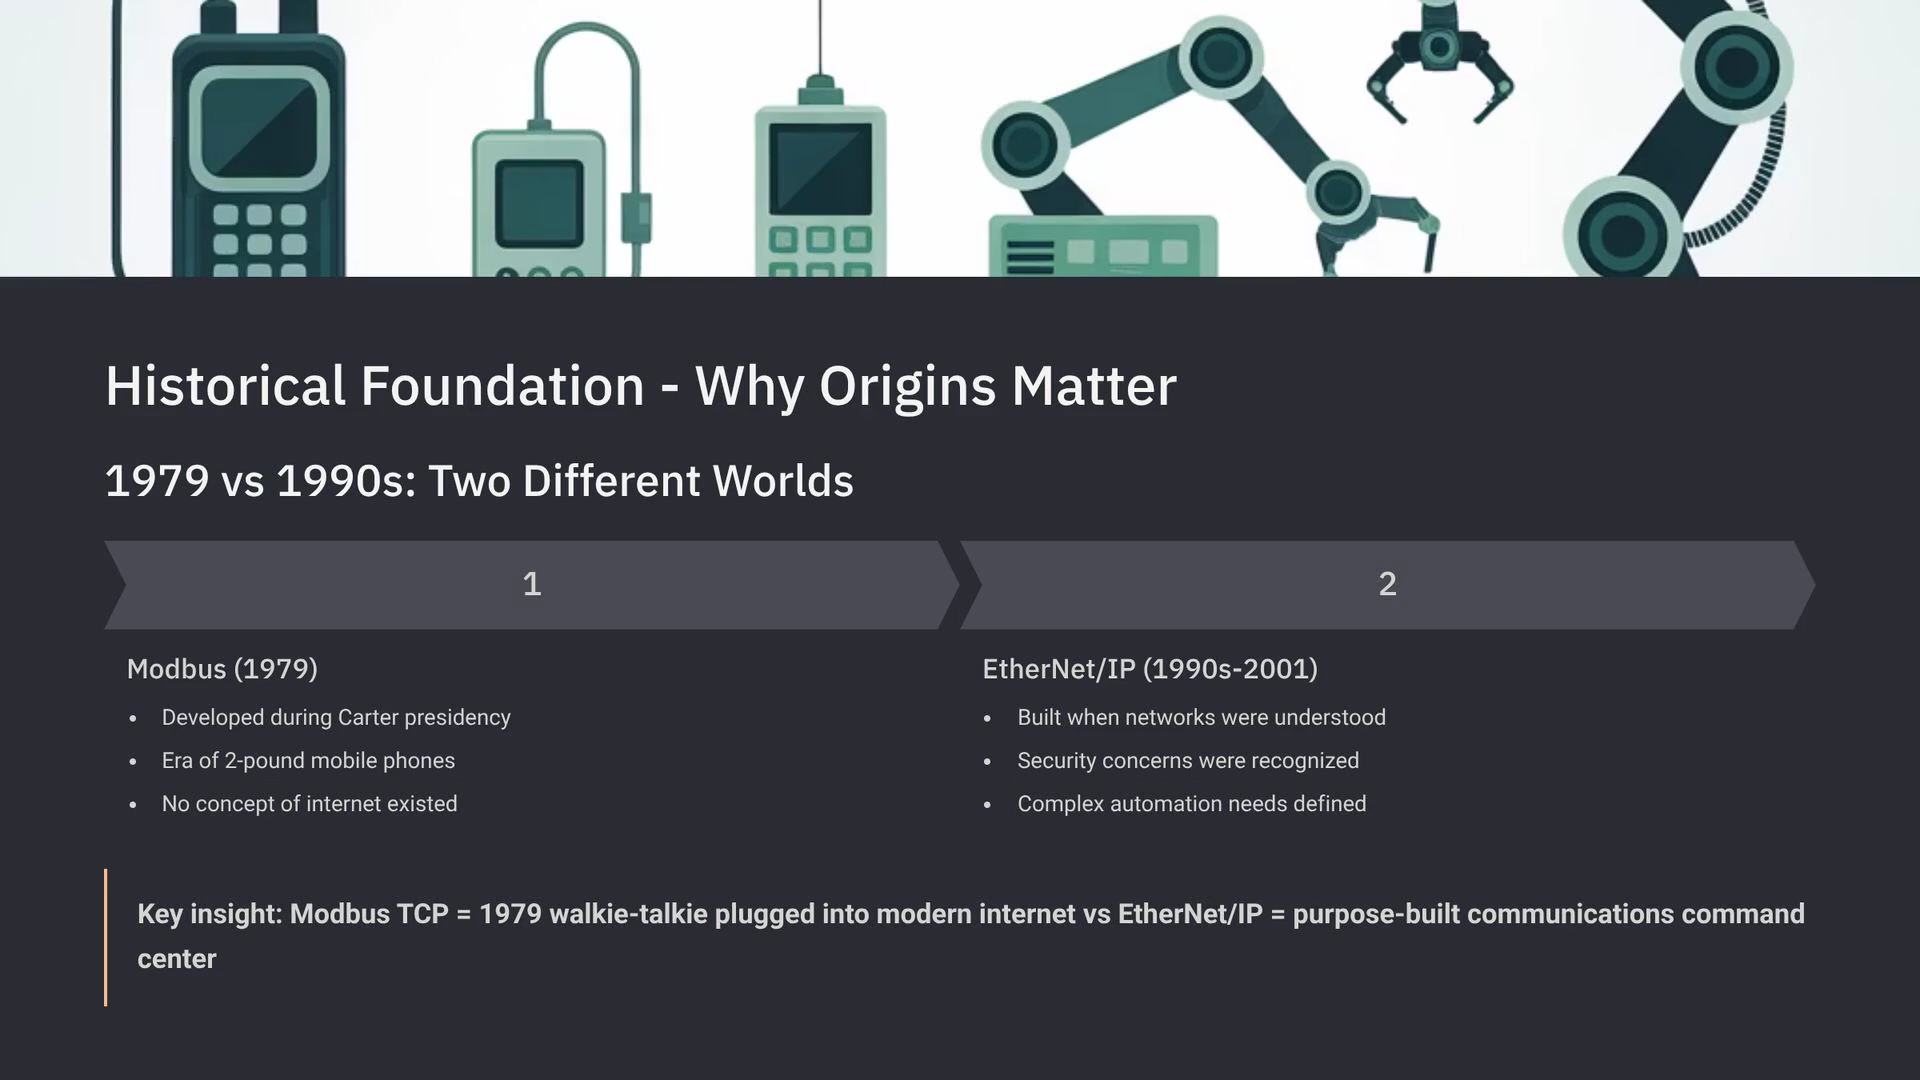 Historical Foundation - Why Origins Matter
1979 vs 1990s: Two Different Worlds
1
2
Modbus (1979)
• Developed during Carter presidency
• Era of 2-pound mobile phones
• No concept of internet existed
EtherNet/IP (1990s-2001)
• Built when networks were understood
• Security concerns were recognized
• Complex automation needs defined
Key insight: Modbus TCP = 1979 walkie-talkie plugged into modern internet vs EtherNet/IP = purpose-built communications command
center